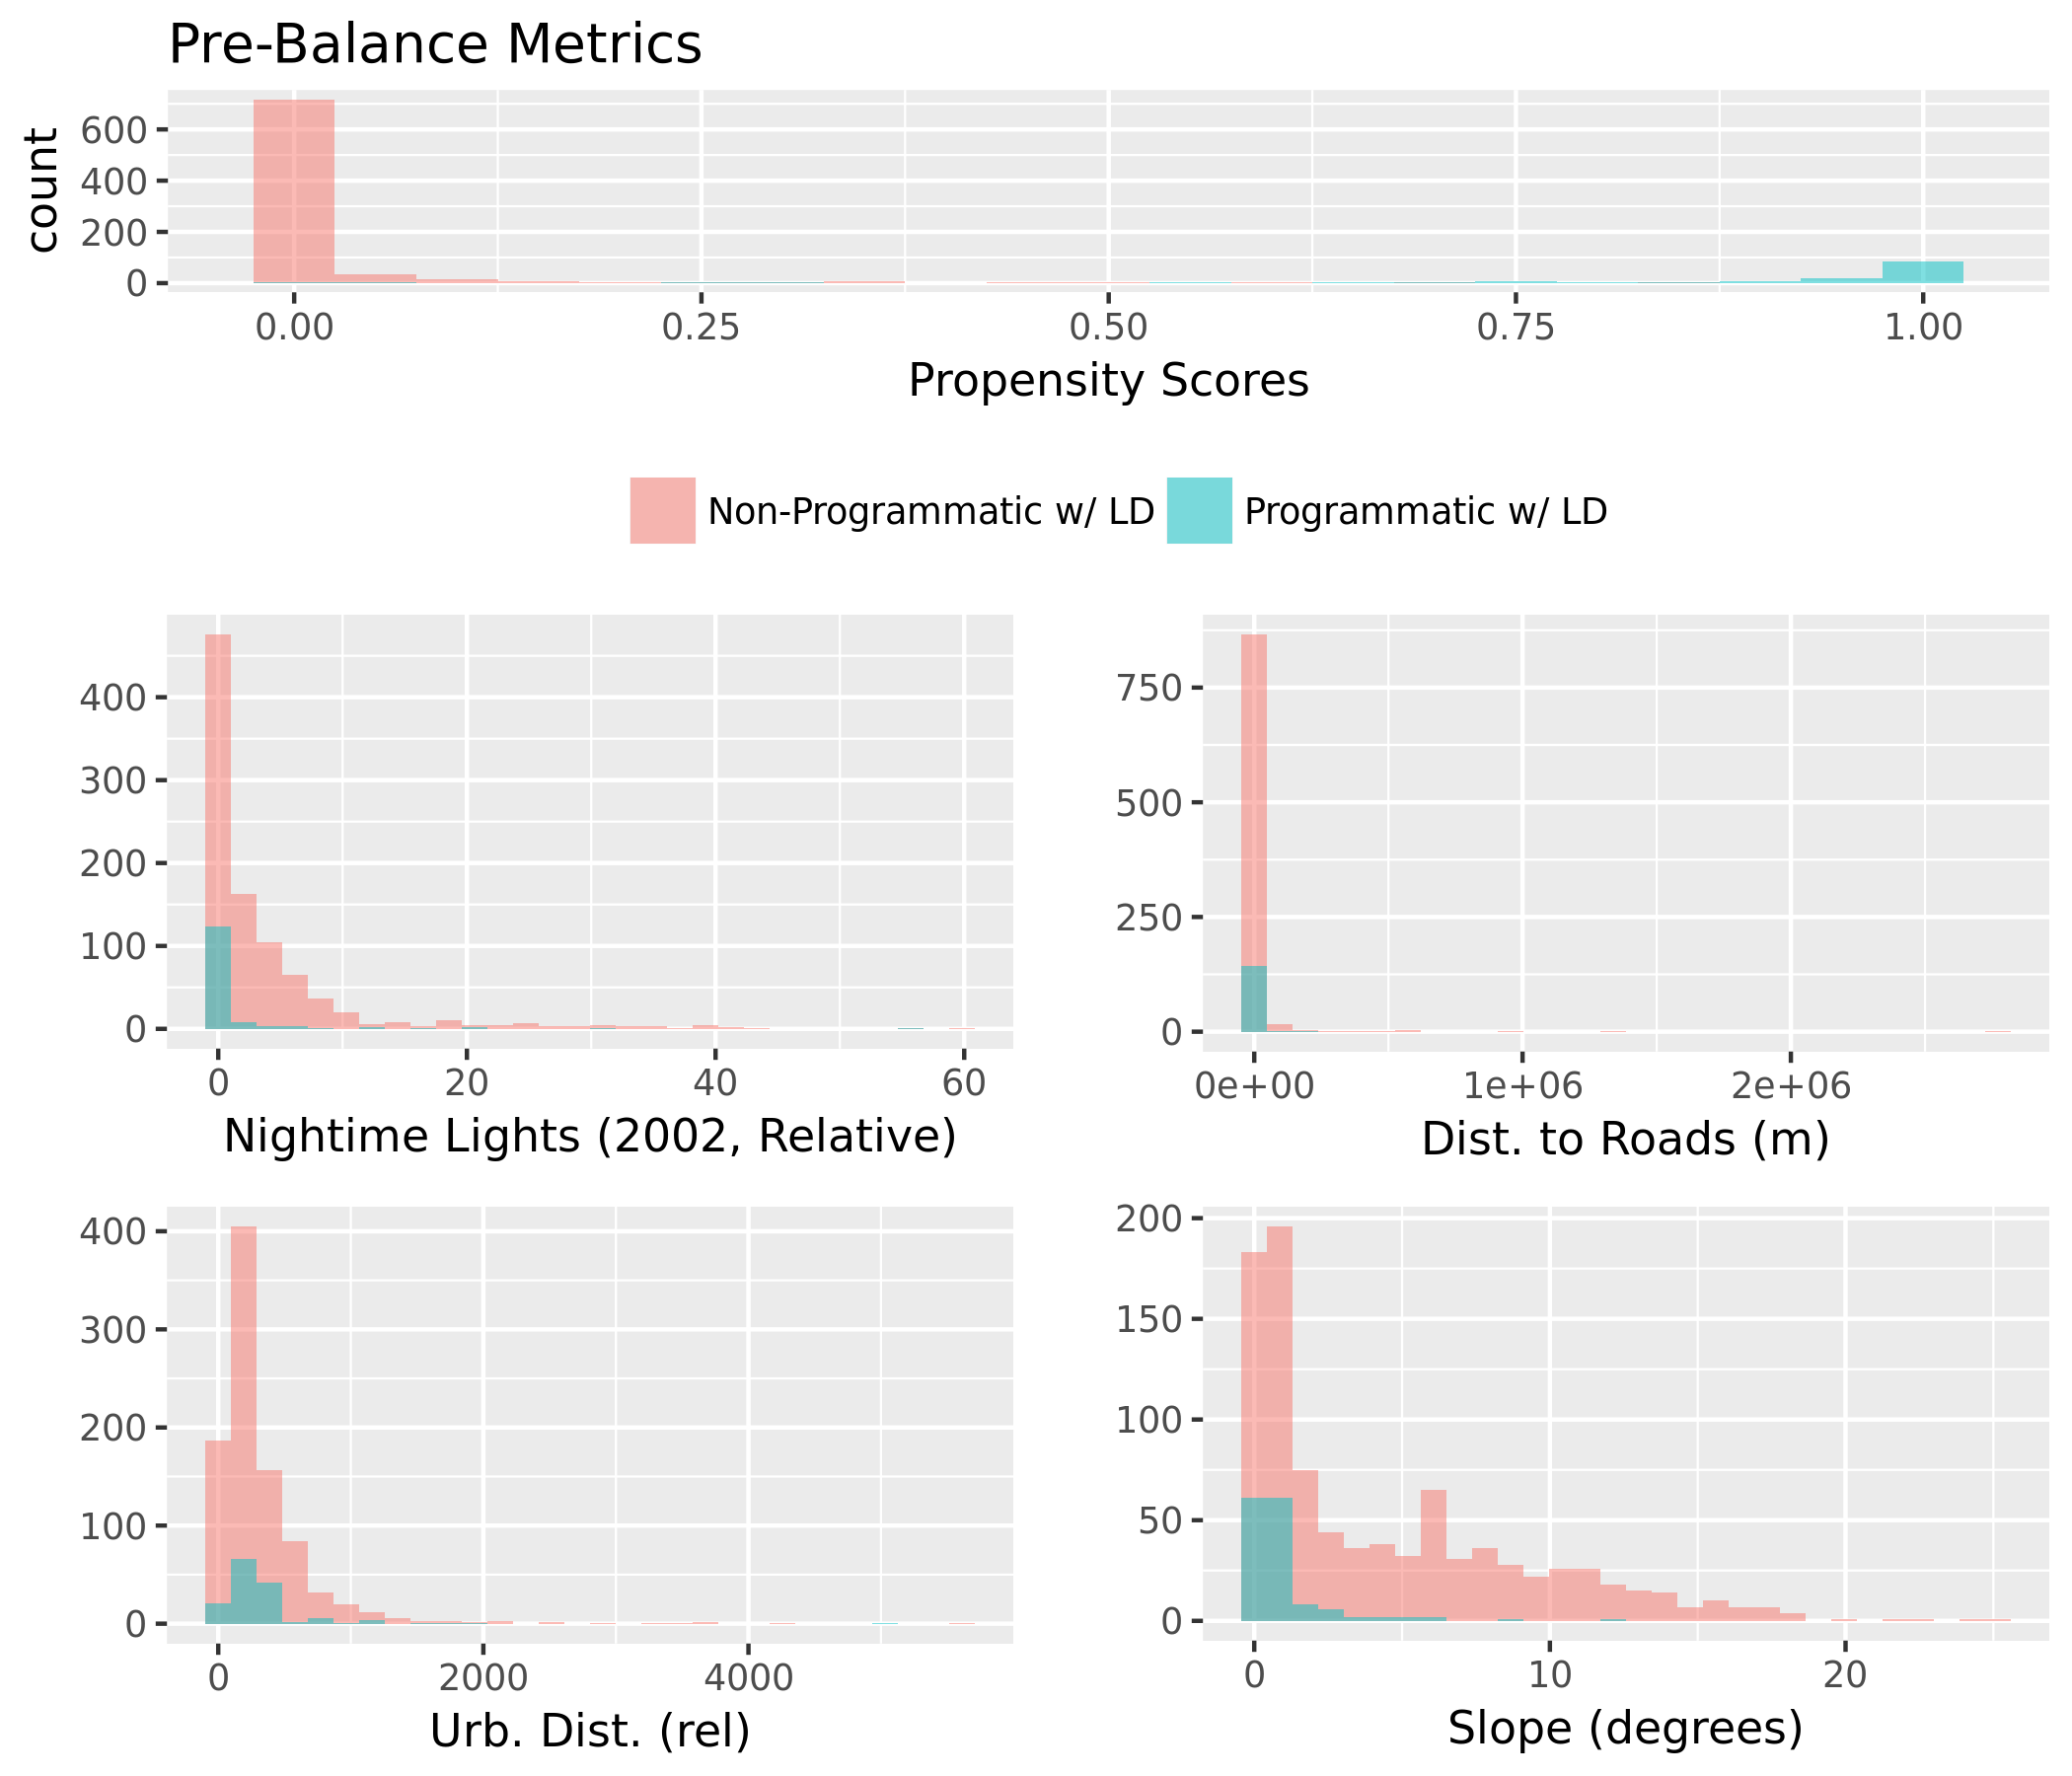 Pre-Balance Metrics
count
600
400
200
0
0.00 0.25 0.50 0.75 1.00
Propensity Scores
Non-Programmatic w/ LD Programmatic w/ LD
400
300
200
100
0
0 20 40 60
Nightime Lights (2002, Relative)
750
500
250
0
0e+00 1e+06 2e+06
Dist. to Roads (m)
400
300
200
100
0
0 2000 4000
Urb. Dist. (rel)
200
150
100
50
0
0 10 20
Slope (degrees)